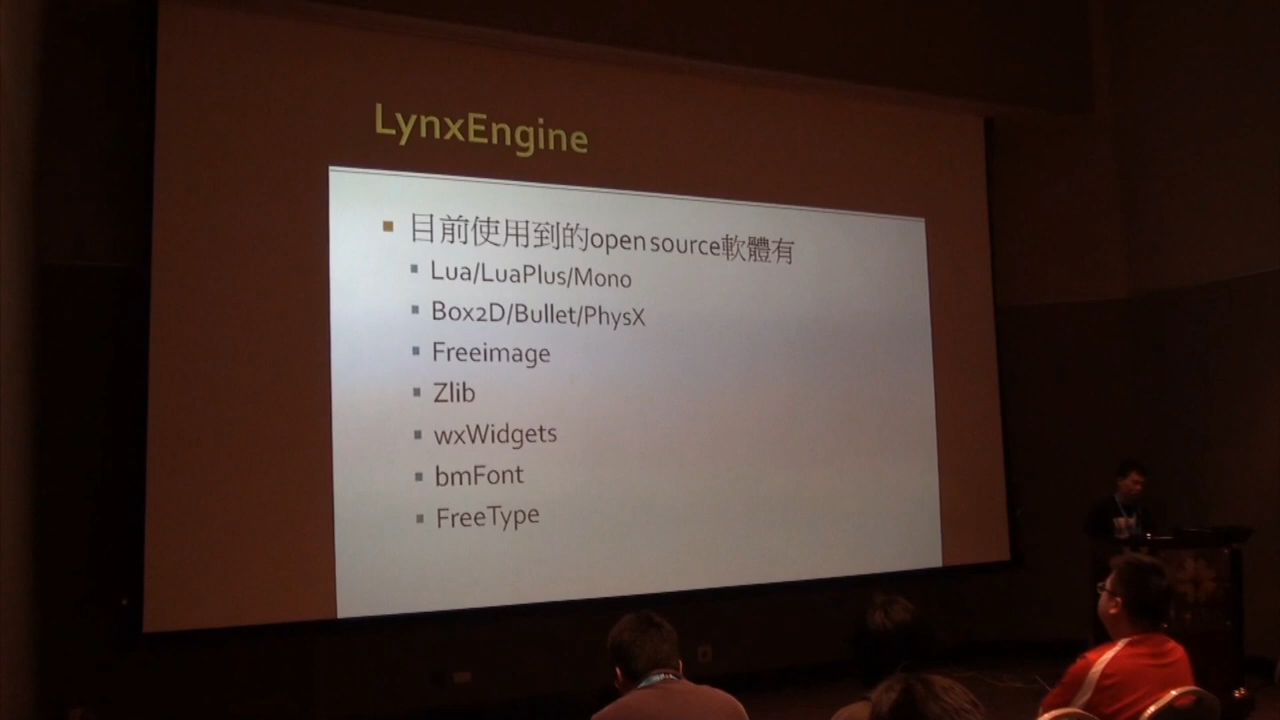 LynxEngine
目前使用到的open source軟體有
Lua/LuaPlus/Mono
Box2D/Bullet/PhysX
Freeimage
Zlib
wxWidgets
bmFont
FreeType